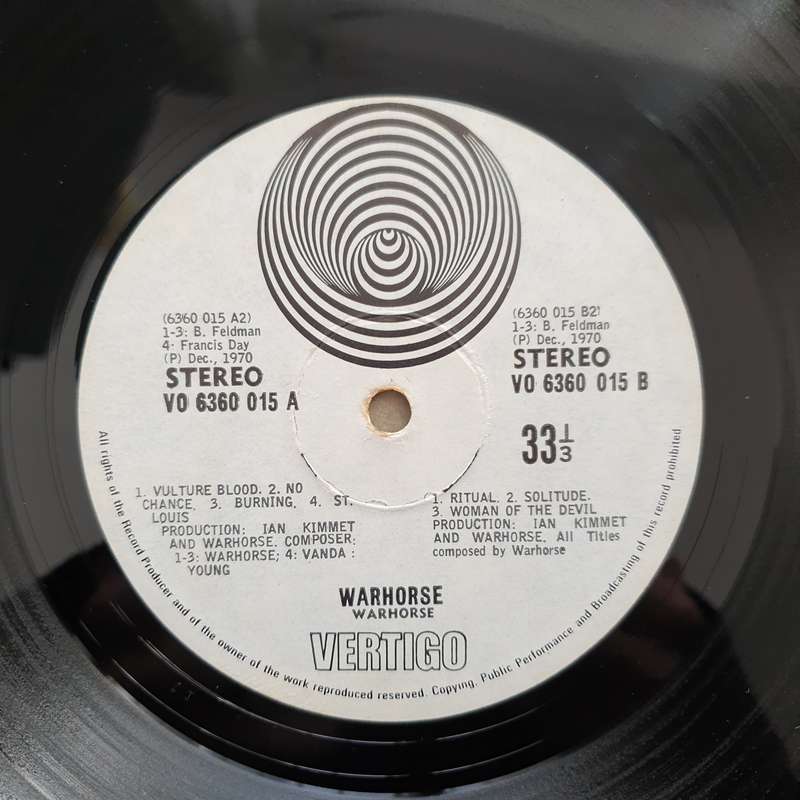 (6360 015 A2)
1-3: B. Feldman
4· Francis Day
(P) Dec., 1970
STEREO
VO 6360 015 A
(6360 015 B2)
1-3: B. Feldman
(P) Dec., 1970
STEREO
VO 6360 015 B
33 1/3
1. VULTURE BLOOD. 2. NO
CHANCE. 3. BURNING. 4. ST.
LOUIS
PRODUCTION: IAN KIMMET
AND WARHORSE. COMPOSER:
1-3: WARHORSE; 4: VANDA :
YOUNG
1. RITUAL. 2. SOLITUDE.
3. WOMAN OF THE DEVIL
PRODUCTION: IAN KIMMET
AND WARHORSE. All Titles
composed by Warhorse
WARHORSE
WARHORSE
VERTIGO
All rights of the Record Producer and of the owner of the work reproduced reserved. Copying, Public Performance and Broadcasting of this record prohibited